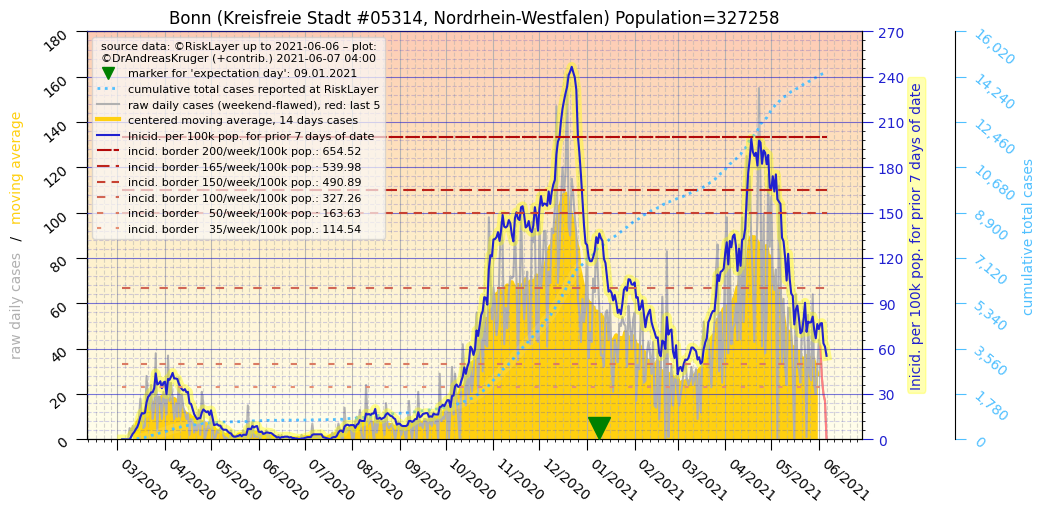 Bonn (Kreisfreie Stadt #05314, Nordrhein-Westfalen) Population=327258
source data: ©RiskLayer up to 2021-06-06 – plot:
©DrAndreasKruger (+contrib.) 2021-06-07 04:00
marker for 'expectation day': 09.01.2021
cumulative total cases reported at RiskLayer
raw daily cases (weekend-flawed), red: last 5
centered moving average, 14 days cases
Inicid. per 100k pop. for prior 7 days of date
incid. border 200/week/100k pop.: 654.52
incid. border 165/week/100k pop.: 539.98
incid. border 150/week/100k pop.: 490.89
incid. border 100/week/100k pop.: 327.26
incid. border 50/week/100k pop.: 163.63
incid. border 35/week/100k pop.: 114.54
raw daily cases / moving average
180
160
140
120
100
80
60
40
20
0
03/2020
04/2020
05/2020
06/2020
07/2020
08/2020
09/2020
10/2020
11/2020
12/2020
01/2021
02/2021
03/2021
04/2021
05/2021
06/2021
270
240
210
180
150
120
90
60
30
0
Inicid. per 100k pop. for prior 7 days of date
16,020
14,240
12,460
10,680
8,900
7,120
5,340
3,560
1,780
0
cumulative total cases